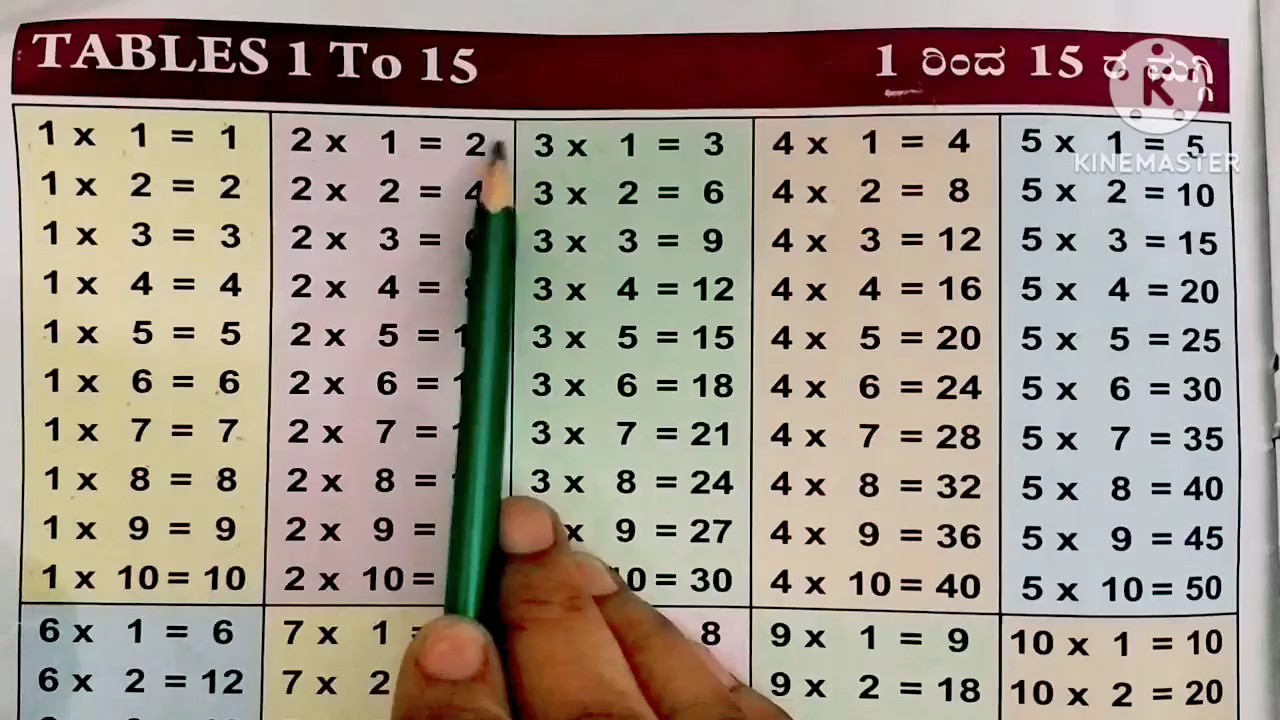 TABLES 1 To 15
1 ರಿಂದ 15 ರ ಮಗ್ಗಿ
K
KINEMASTER
1 x 1 = 1
1 x 2 = 2
1 x 3 = 3
1 x 4 = 4
1 x 5 = 5
1 x 6 = 6
1 x 7 = 7
1 x 8 = 8
1 x 9 = 9
1 x 10 = 10
2 x 1 = 2
2 x 2 = 4
2 x 3 =
2 x 4 =
2 x 5 =
2 x 6 =
2 x 7 =
2 x 8 =
2 x 9 =
2 x 10 =
3 x 1 = 3
3 x 2 = 6
3 x 3 = 9
3 x 4 = 12
3 x 5 = 15
3 x 6 = 18
3 x 7 = 21
3 x 8 = 24
x 9 = 27
= 30
4 x 1 = 4
4 x 2 = 8
4 x 3 = 12
4 x 4 = 16
4 x 5 = 20
4 x 6 = 24
4 x 7 = 28
4 x 8 = 32
4 x 9 = 36
4 x 10 = 40
5 x 1 = 5
5 x 2 = 10
5 x 3 = 15
5 x 4 = 20
5 x 5 = 25
5 x 6 = 30
5 x 7 = 35
5 x 8 = 40
5 x 9 = 45
5 x 10 = 50
6 x 1 = 6
6 x 2 = 12
7 x 1
7 x 2
8
9 x 1 = 9
9 x 2 = 18
10 x 1 = 10
10 x 2 = 20